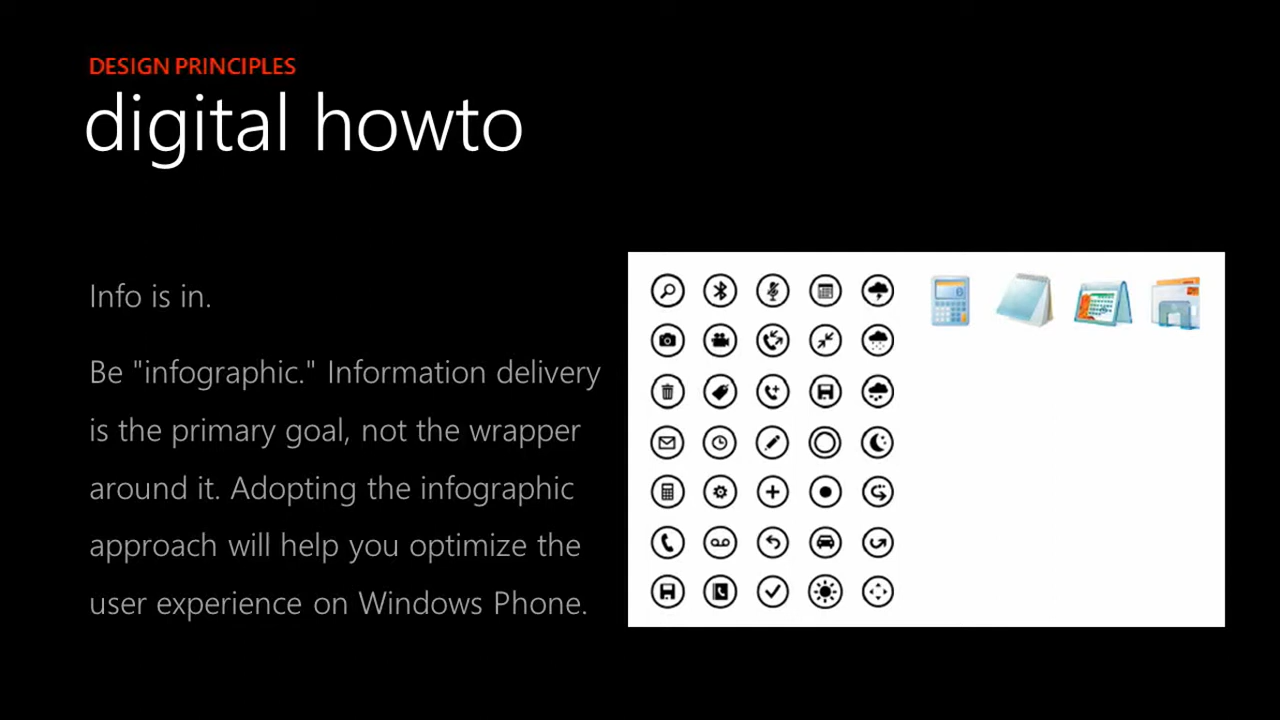 DESIGN PRINCIPLES
digital howto
Info is in.
Be "infographic." Information delivery
is the primary goal, not the wrapper
around it. Adopting the infographic
approach will help you optimize the
user experience on Windows Phone.